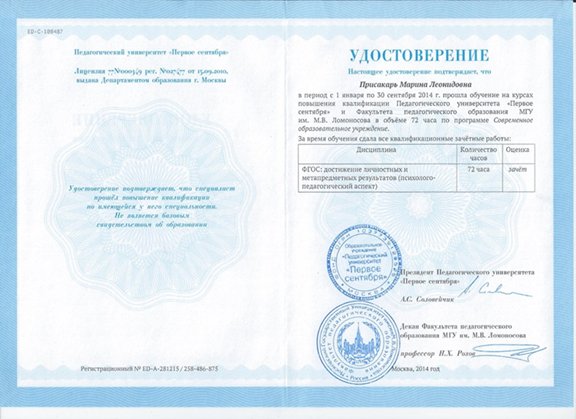 ED-С-100487
Педагогический университет «Первое сентября»
Лицензия 77№000349 рег. №027477 от 15.09.2010,
выдана Департаментом образования г. Москвы
Удостоверение подтверждает, что специалист
прошёл повышение квалификации
по имеющейся у него специальности.
Не является базовым
свидетельством об образовании
Регистрационный № ED-A-281215 / 258-486-875
УДОСТОВЕРЕНИЕ
Настоящее удостоверение подтверждает, что
Присакарь Марина Леонидовна
в период с 1 января по 30 сентября 2014 г. прошла обучение на курсах
повышения квалификации Педагогического университета «Первое
сентября» и Факультета педагогического образования МГУ
им. М.В. Ломоносова в объёме 72 часа по программе Современное
образовательное учреждение.
За время обучения сдала все квалификационные зачётные работы:
Дисциплина Количество часов Оценка
ФГОС: достижение личностных и 72 часа зачёт
метапредметных результатов (психолого-
педагогический аспект)
Образовательное
учреждение
«Педагогический
университет
«Первое
сентября»
МОСКВА
Президент Педагогического университета
«Первое сентября»
А.С. Соловейчик
Декан Факультета педагогического
образования МГУ им. М.В. Ломоносова
профессор Н.Х. Розов
Москва, 2014 год